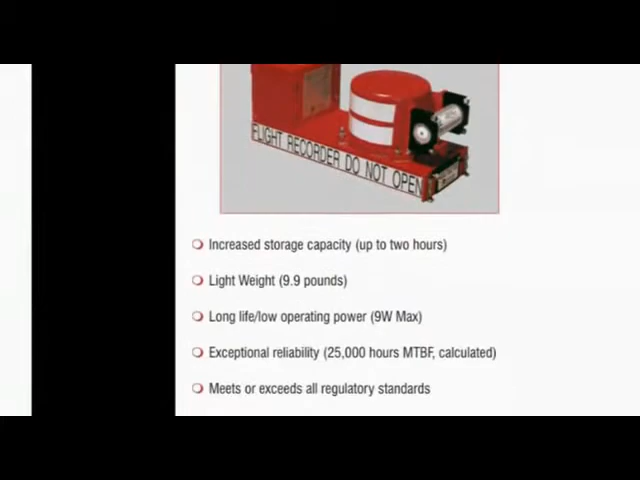 FLIGHT RECORDER DO NOT OPEN
Increased storage capacity (up to two hours)
Light Weight (9.9 pounds)
Long life/low operating power (9W Max)
Exceptional reliability (25,000 hours MTBF, calculated)
Meets or exceeds all regulatory standards